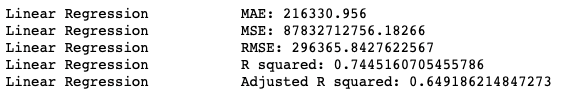 Linear Regression MAE: 216330.956
Linear Regression MSE: 87832712756.18266
Linear Regression RMSE: 296365.8427622567
Linear Regression R squared: 0.7445160705455786
Linear Regression Adjusted R squared: 0.649186214847273